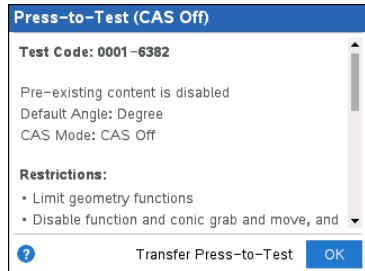 Press-to-Test (CAS Off)
Test Code: 0001-6382
Pre-existing content is disabled
Default Angle: Degree
CAS Mode: CAS Off
Restrictions:
• Limit geometry functions
• Disable function and conic grab and move, and
?
Transfer Press-to-Test
OK